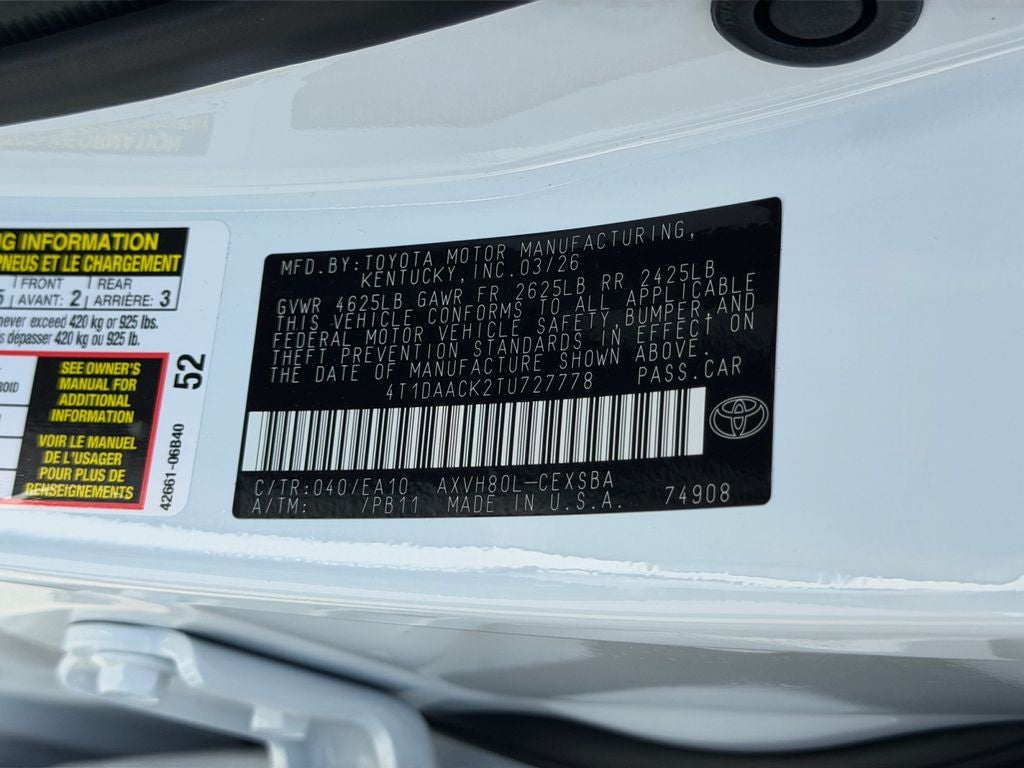 NG INFORMATION
PNEUS ET LE CHARGEMENT
FRONT REAR
AVANT: 2 ARRIÈRE: 3
never exceed 420 kg or 925 lbs.
dépasser 420 kg ou 925 lb.
SEE OWNER'S
MANUAL FOR
ADDITIONAL
INFORMATION
VOIR LE MANUEL
DE L'USAGER
POUR PLUS DE
RENSEIGNEMENTS
52
42661-06B40
MFD.BY:TOYOTA MOTOR MANUFACTURING,
KENTUCKY, INC.03/26
GVWR 4625LB GAWR FR 2625LB RR 2425LB
THIS VEHICLE CONFORMS TO ALL APPLICABLE
FEDERAL MOTOR VEHICLE SAFETY, BUMPER, AND
THEFT PREVENTION STANDARDS IN EFFECT ON
THE DATE OF MANUFACTURE SHOWN ABOVE.
4T1DAACK2TU727778 PASS.CAR
C/TR:040/EA10 AXVH80L-CEXSBA
A/TM: /PB11 MADE IN U.S.A. 74908